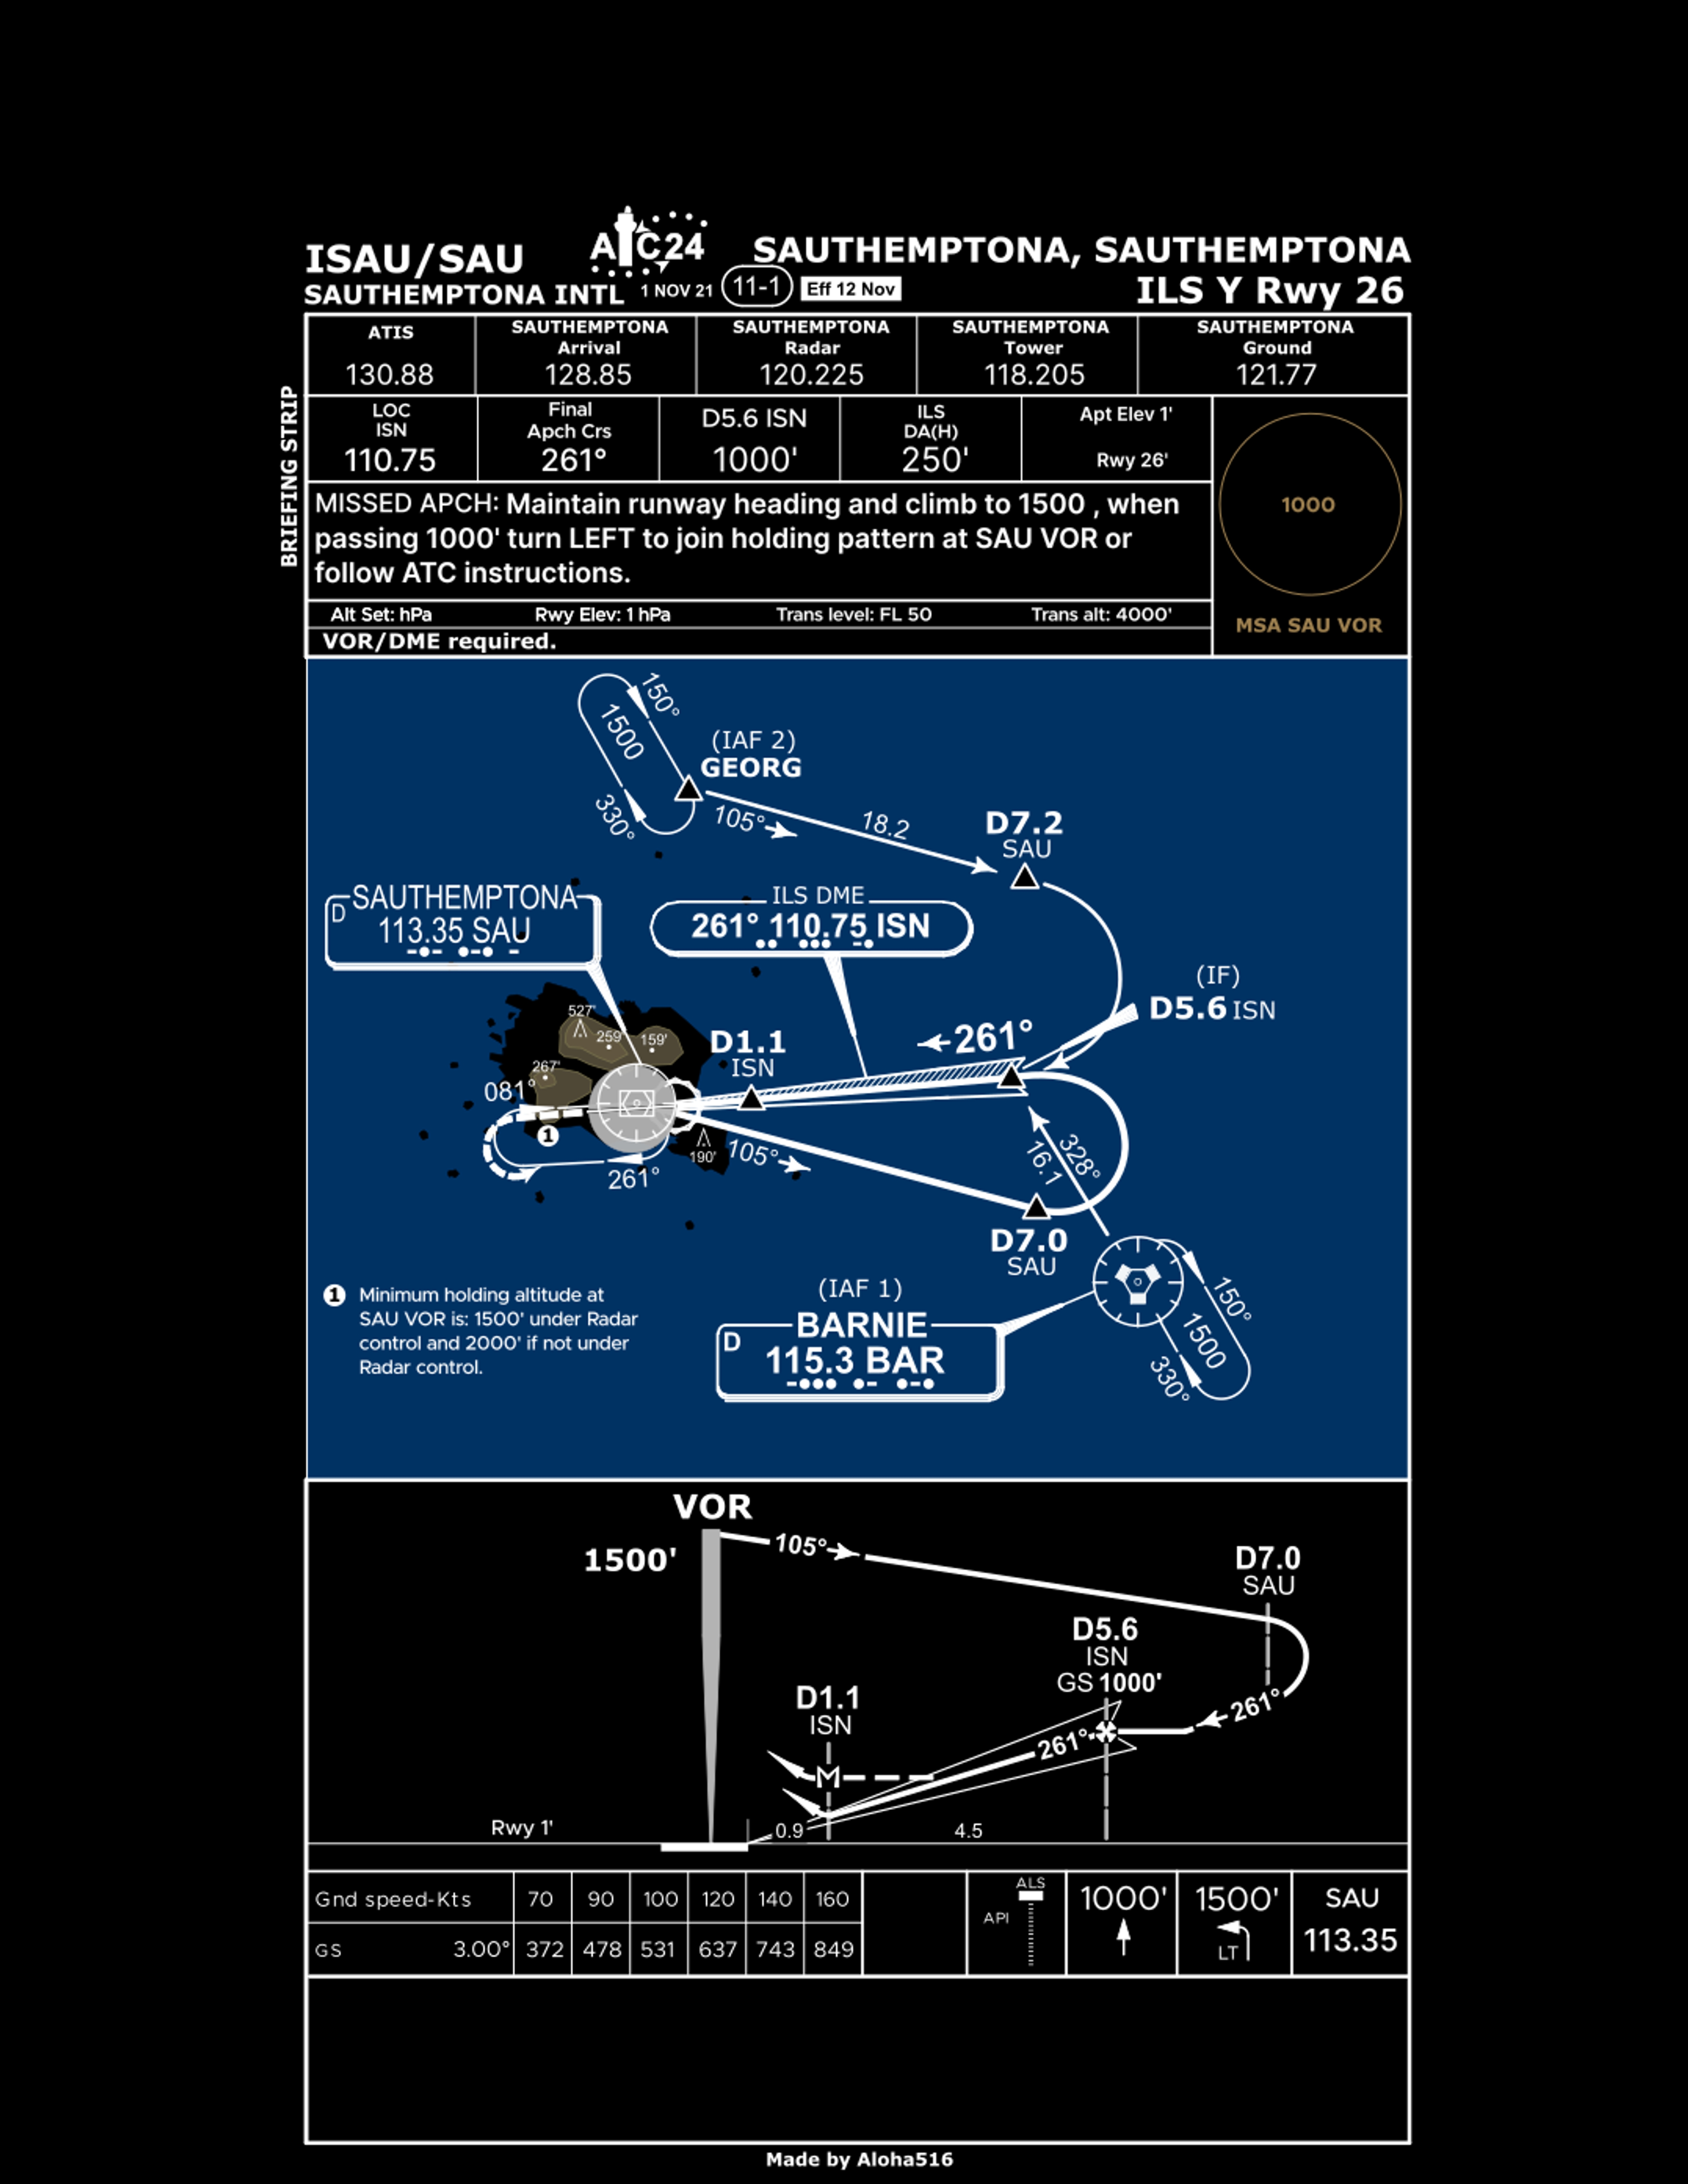 ISAU/SAU
SAUTHEMPTONA INTL
ATC24
1 NOV 21
11-1
Eff 12 Nov
SAUTHEMPTONA, SAUTHEMPTONA
ILS Y Rwy 26
BRIEFING STRIP
ATIS
130.88
SAUTHEMPTONA
Arrival
128.85
SAUTHEMPTONA
Radar
120.225
SAUTHEMPTONA
Tower
118.205
SAUTHEMPTONA
Ground
121.77
LOC
ISN
110.75
Final
Apch Crs
261°
D5.6 ISN
1000'
ILS
DA(H)
250'
Apt Elev 1'
Rwy 26'
MISSED APCH: Maintain runway heading and climb to 1500 , when
passing 1000' turn LEFT to join holding pattern at SAU VOR or
follow ATC instructions.
1000
MSA SAU VOR
Alt Set: hPa
Rwy Elev: 1 hPa
Trans level: FL 50
Trans alt: 4000'
VOR/DME required.
150°
1500
330°
(IAF 2)
GEORG
105°
18.2
D7.2
SAU
SAUTHEMPTONA
D
113.35 SAU
ILS DME
261° 110.75 ISN
(IF)
D5.6 ISN
527'
259'
159'
267'
D1.1
ISN
261°
081°
1
261°
190'
105°
328°
16.1
D7.0
SAU
(IAF 1)
BARNIE
D
115.3 BAR
150°
1500
330°
1 Minimum holding altitude at
SAU VOR is: 1500' under Radar
control and 2000' if not under
Radar control.
VOR
1500'
105°
D7.0
SAU
D5.6
ISN
GS 1000'
261°
D1.1
ISN
261°
M
Rwy 1'
0.9
4.5
Gnd speed-Kts 70 90 100 120 140 160
GS 3.00° 372 478 531 637 743 849
ALS
API
1000'
1500'
LT
SAU
113.35
Made by Aloha516